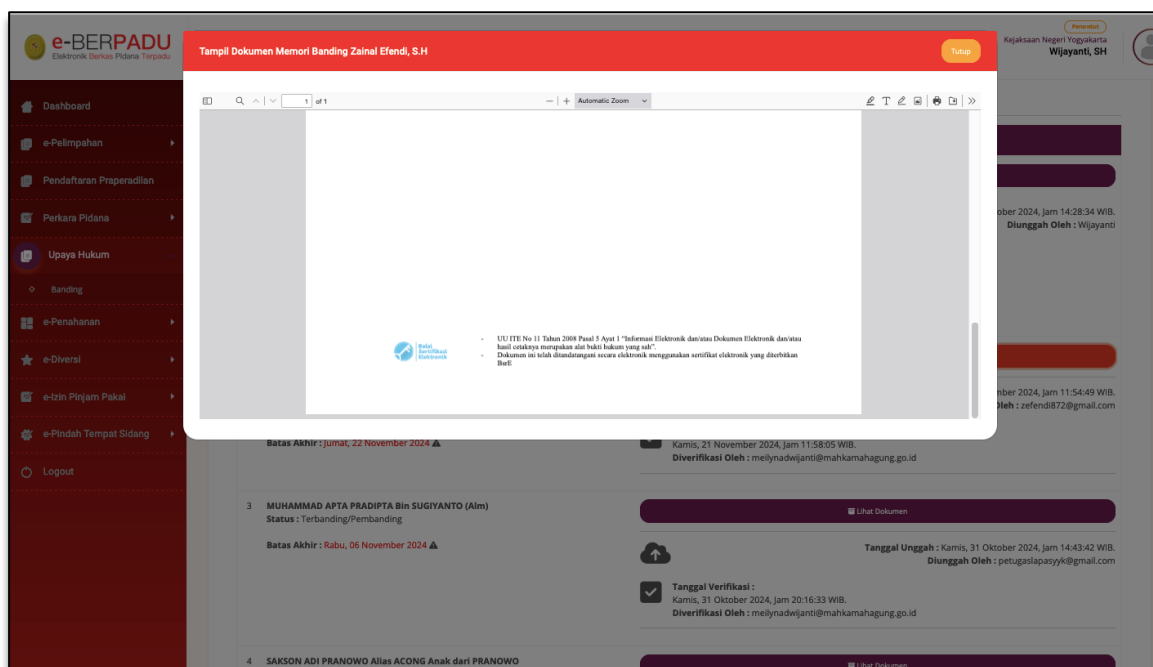 e-BERPADU
Elektronik Berkas Pidana Terpadu
Penuntut
Kejaksaan Negeri Yogyakarta
Wijayanti, SH
Tampil Dokumen Memori Banding Zainal Efendi, S.H
Tutup
Dashboard
e-Pelimpahan
Pendaftaran Praperadilan
Perkara Pidana
Upaya Hukum
Banding
e-Penahanan
e-Diversi
e-Izin Pinjam Pakai
e-Pindah Tempat Sidang
Logout
1 of 1
Automatic Zoom
ober 2024, Jam 14:28:34 WIB.
Diunggah Oleh : Wijayanti
Balai
Sertifikasi
Elektronik
- UU ITE No 11 Tahun 2008 Pasal 5 Ayat 1 "Informasi Elektronik dan/atau Dokumen Elektronik dan/atau
hasil cetaknya merupakan alat bukti hukum yang sah".
- Dokumen ini telah ditandatangani secara elektronik menggunakan sertifikat elektronik yang diterbitkan
BsrE
mber 2024, Jam 11:54:49 WIB.
Oleh : zefendi872@gmail.com
Batas Akhir : Jumat, 22 November 2024
Kamis, 21 November 2024, Jam 11:58:05 WIB.
Diverifikasi Oleh : meilynadwijanti@mahkamahagung.go.id
3 MUHAMMAD APTA PRADIPTA Bin SUGIYANTO (Alm)
Status : Terbanding/Pembanding
Batas Akhir : Rabu, 06 November 2024
Lihat Dokumen
Tanggal Unggah : Kamis, 31 Oktober 2024, Jam 14:43:42 WIB.
Diunggah Oleh : petugaslapasyyk@gmail.com
Tanggal Verifikasi :
Kamis, 31 Oktober 2024, Jam 20:16:33 WIB.
Diverifikasi Oleh : meilynadwijanti@mahkamahagung.go.id
4 SAKSON ADI PRANOWO Alias ACONG Anak dari PRANOWO
Lihat Dokumen